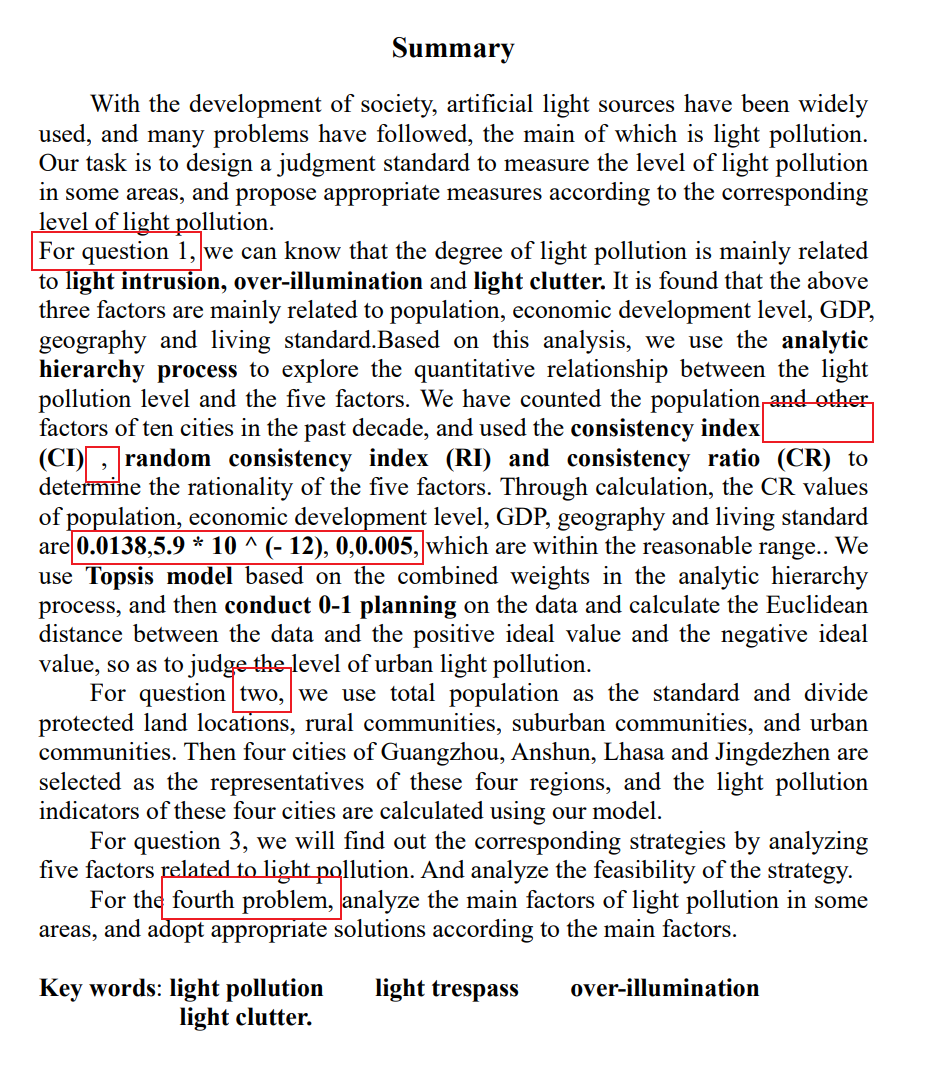 Summary
With the development of society, artificial light sources have been widely
used, and many problems have followed, the main of which is light pollution.
Our task is to design a judgment standard to measure the level of light pollution
in some areas, and propose appropriate measures according to the corresponding
level of light pollution.
For question 1, we can know that the degree of light pollution is mainly related
to light intrusion, over-illumination and light clutter. It is found that the above
three factors are mainly related to population, economic development level, GDP,
geography and living standard.Based on this analysis, we use the analytic
hierarchy process to explore the quantitative relationship between the light
pollution level and the five factors. We have counted the population and other
factors of ten cities in the past decade, and used the consistency index
(CI) , random consistency index (RI) and consistency ratio (CR) to
determine the rationality of the five factors. Through calculation, the CR values
of population, economic development level, GDP, geography and living standard
are 0.0138,5.9 * 10 ^ (- 12), 0,0.005, which are within the reasonable range.. We
use Topsis model based on the combined weights in the analytic hierarchy
process, and then conduct 0-1 planning on the data and calculate the Euclidean
distance between the data and the positive ideal value and the negative ideal
value, so as to judge the level of urban light pollution.
For question two, we use total population as the standard and divide
protected land locations, rural communities, suburban communities, and urban
communities. Then four cities of Guangzhou, Anshun, Lhasa and Jingdezhen are
selected as the representatives of these four regions, and the light pollution
indicators of these four cities are calculated using our model.
For question 3, we will find out the corresponding strategies by analyzing
five factors related to light pollution. And analyze the feasibility of the strategy.
For the fourth problem, analyze the main factors of light pollution in some
areas, and adopt appropriate solutions according to the main factors.
Key words: light pollution light trespass over-illumination
light clutter.